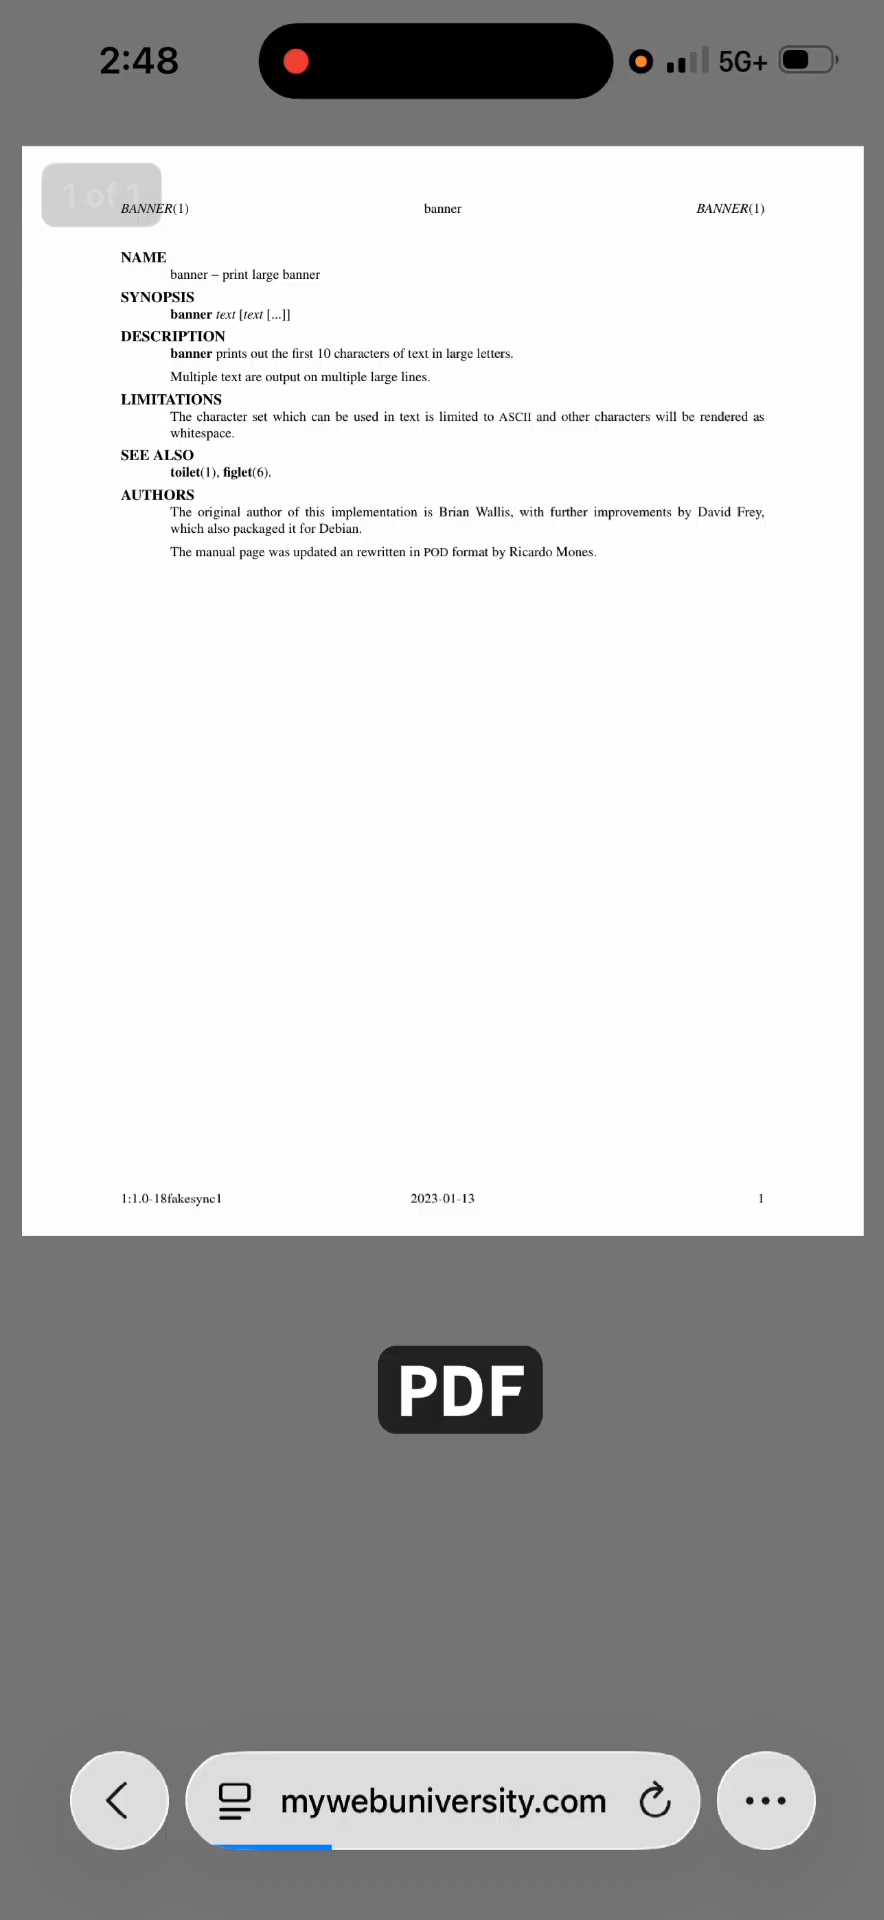 2:48
5G+
1 of 1
BANNER(1) banner BANNER(1)
NAME
banner – print large banner
SYNOPSIS
banner text [text [...]]
DESCRIPTION
banner prints out the first 10 characters of text in large letters.
Multiple text are output on multiple large lines.
LIMITATIONS
The character set which can be used in text is limited to ASCII and other characters will be rendered as
whitespace.
SEE ALSO
toilet(1), figlet(6).
AUTHORS
The original author of this implementation is Brian Wallis, with further improvements by David Frey,
which also packaged it for Debian.
The manual page was updated an rewritten in POD format by Ricardo Mones.
1:1.0-18fakesync1 2023-01-13 1
PDF
mywebuniversity.com